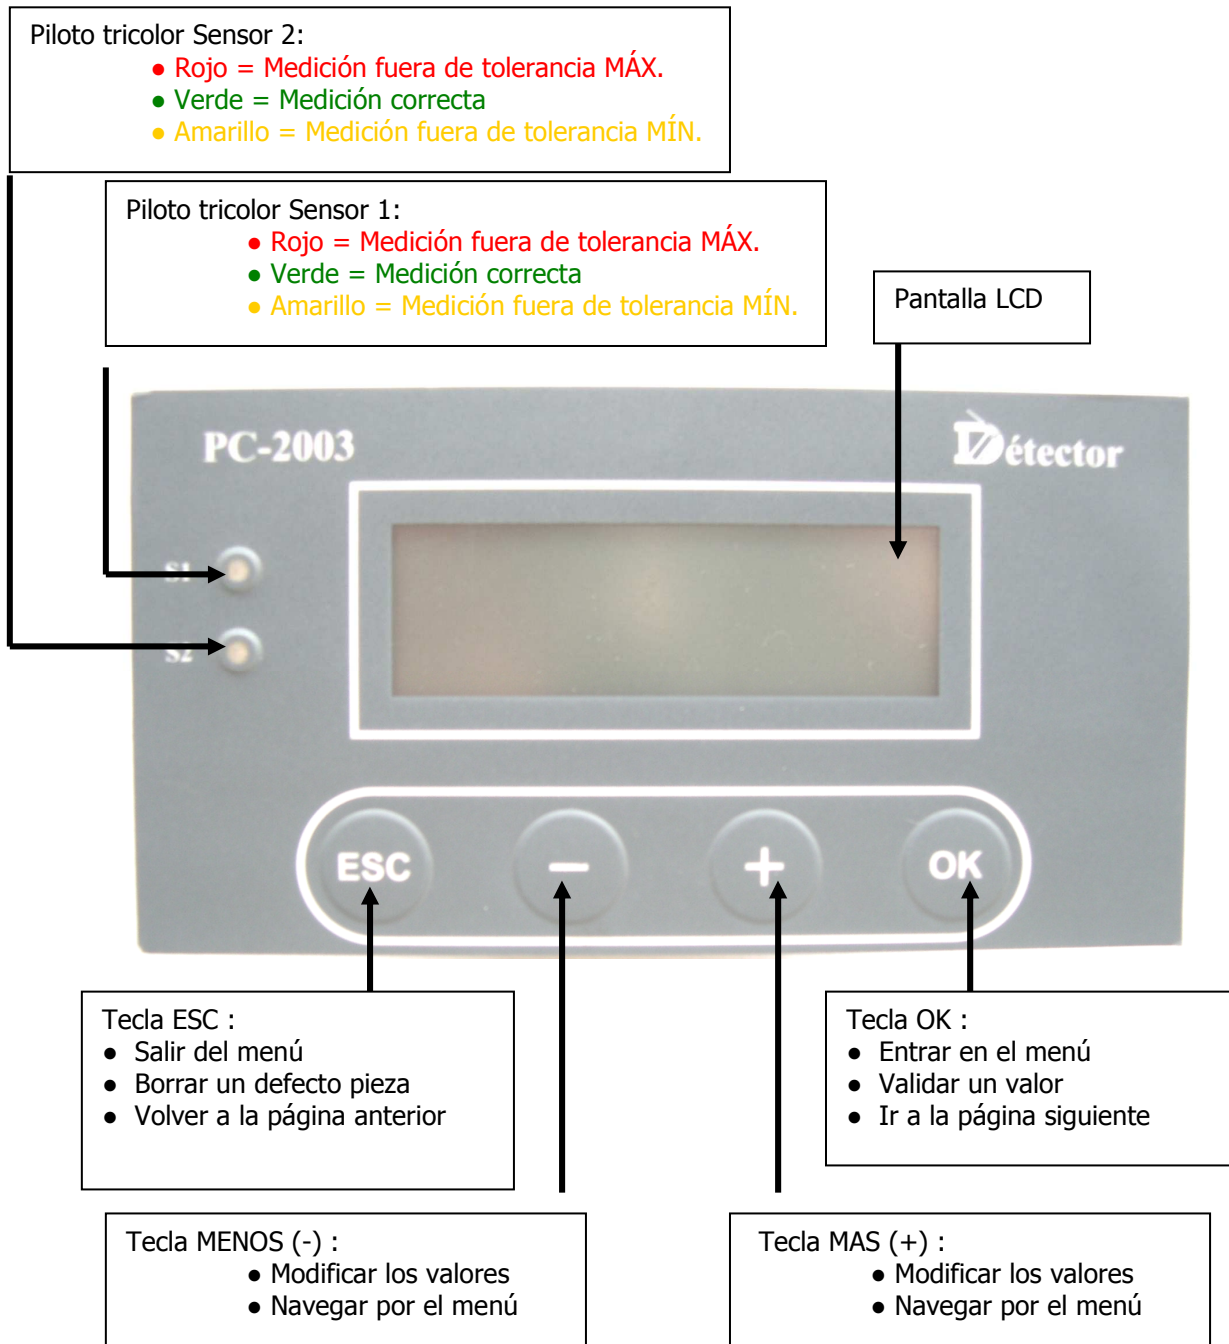 Piloto tricolor Sensor 2:
● Rojo = Medición fuera de tolerancia MÁX.
● Verde = Medición correcta
● Amarillo = Medición fuera de tolerancia MÍN.
Piloto tricolor Sensor 1:
● Rojo = Medición fuera de tolerancia MÁX.
● Verde = Medición correcta
● Amarillo = Medición fuera de tolerancia MÍN.
Pantalla LCD
PC-2003
Détector
S1
S2
ESC
−
+
OK
Tecla ESC :
● Salir del menú
● Borrar un defecto pieza
● Volver a la página anterior
Tecla OK :
● Entrar en el menú
● Validar un valor
● Ir a la página siguiente
Tecla MENOS (-) :
● Modificar los valores
● Navegar por el menú
Tecla MAS (+) :
● Modificar los valores
● Navegar por el menú